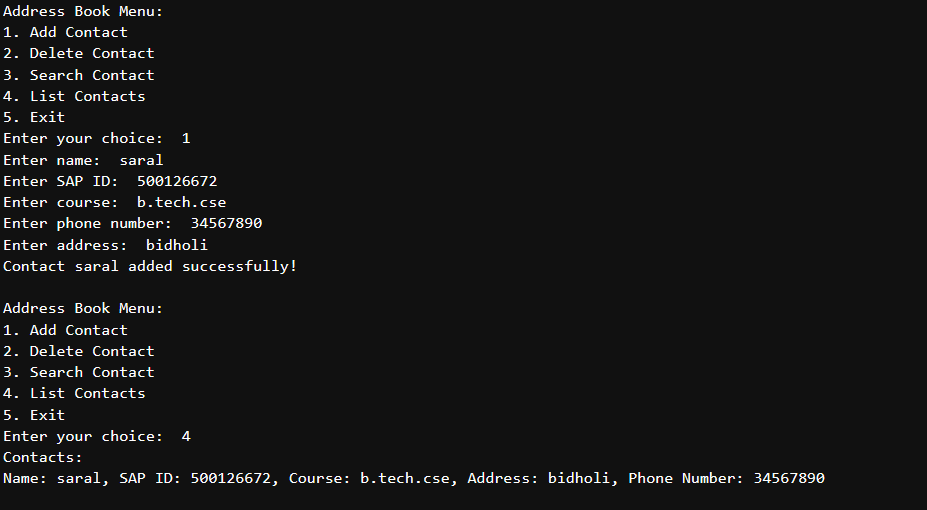 Address Book Menu:
1. Add Contact
2. Delete Contact
3. Search Contact
4. List Contacts
5. Exit
Enter your choice:  1
Enter name:  saral
Enter SAP ID:  500126672
Enter course:  b.tech.cse
Enter phone number:  34567890
Enter address:  bidholi
Contact saral added successfully!

Address Book Menu:
1. Add Contact
2. Delete Contact
3. Search Contact
4. List Contacts
5. Exit
Enter your choice:  4
Contacts:
Name: saral, SAP ID: 500126672, Course: b.tech.cse, Address: bidholi, Phone Number: 34567890